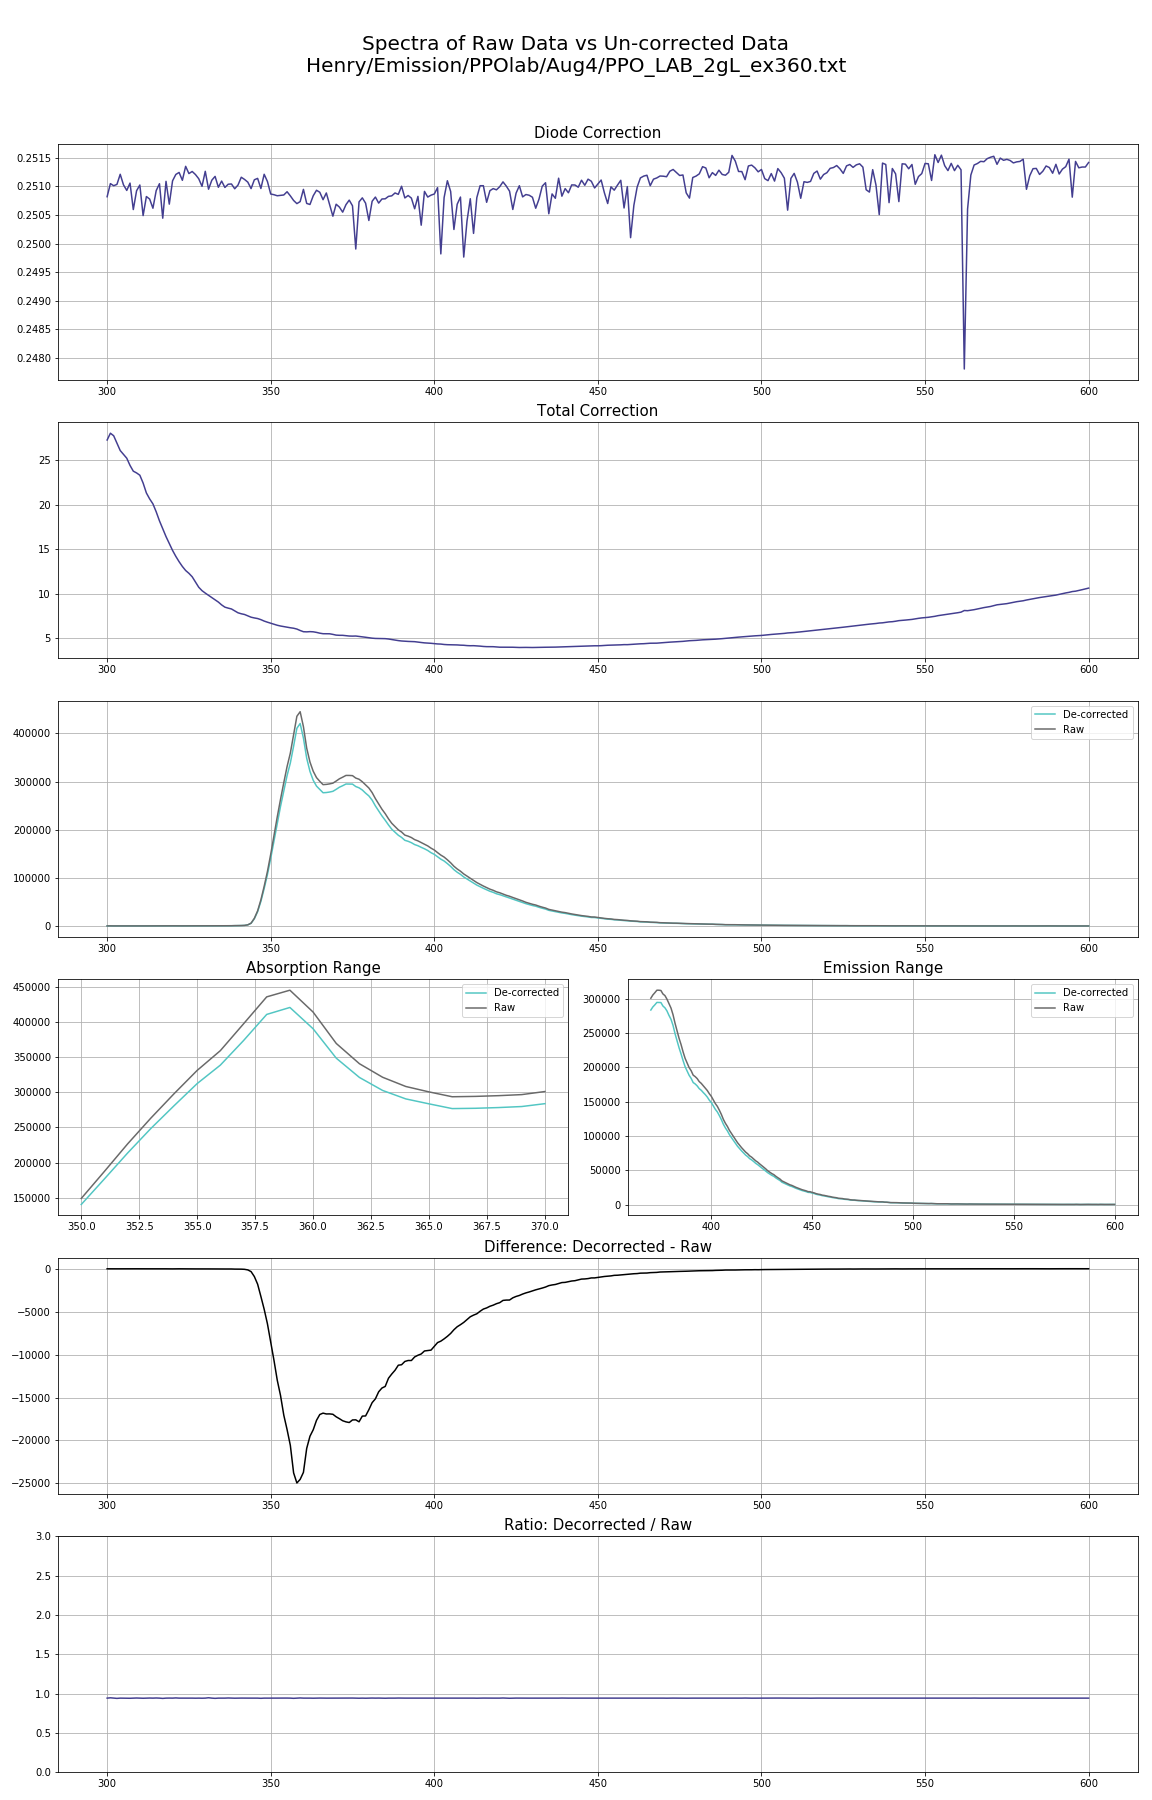 Spectra of Raw Data vs Un-corrected Data
Henry/Emission/PPOlab/Aug4/PPO_LAB_2gL_ex360.txt
Diode Correction
0.2515
0.2510
0.2505
0.2500
0.2495
0.2490
0.2485
0.2480
300 350 400 450 500 550 600
Total Correction
25
20
15
10
5
300 350 400 450 500 550 600
De-corrected
Raw
400000
300000
200000
100000
0
300 350 400 450 500 550 600
Absorption Range
De-corrected
Raw
450000
400000
350000
300000
250000
200000
150000
350.0 352.5 355.0 357.5 360.0 362.5 365.0 367.5 370.0
Emission Range
De-corrected
Raw
300000
250000
200000
150000
100000
50000
0
400 450 500 550 600
Difference: Decorrected - Raw
0
−5000
−10000
−15000
−20000
−25000
300 350 400 450 500 550 600
Ratio: Decorrected / Raw
3.0
2.5
2.0
1.5
1.0
0.5
0.0
300 350 400 450 500 550 600